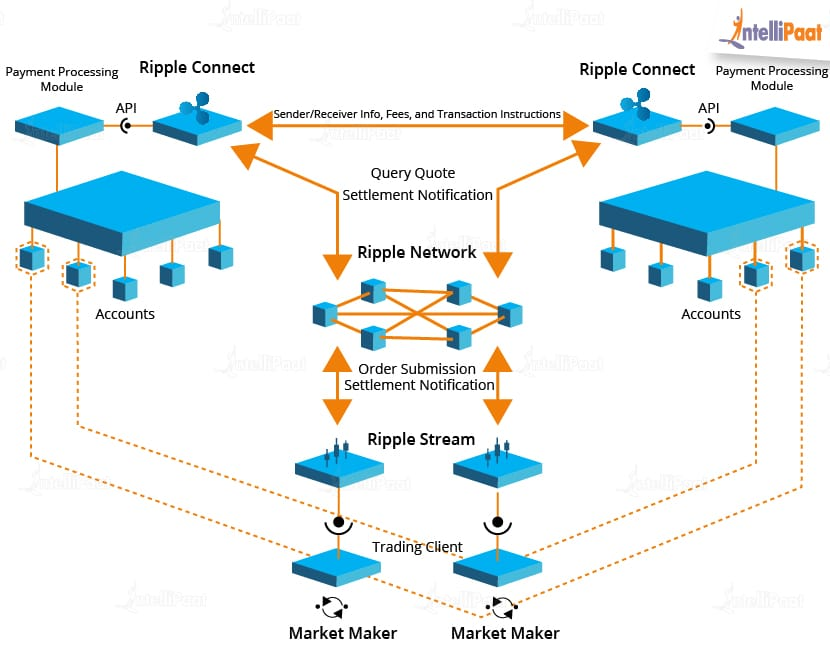 IntelliPaat
Payment Processing
Module
Ripple Connect
Ripple Connect
Payment Processing
Module
API
Sender/Receiver Info, Fees, and Transaction Instructions
API
Query Quote
Settlement Notification
Ripple Network
Accounts
Accounts
Order Submission
Settlement Notification
Ripple Stream
Trading Client
Market Maker
Market Maker